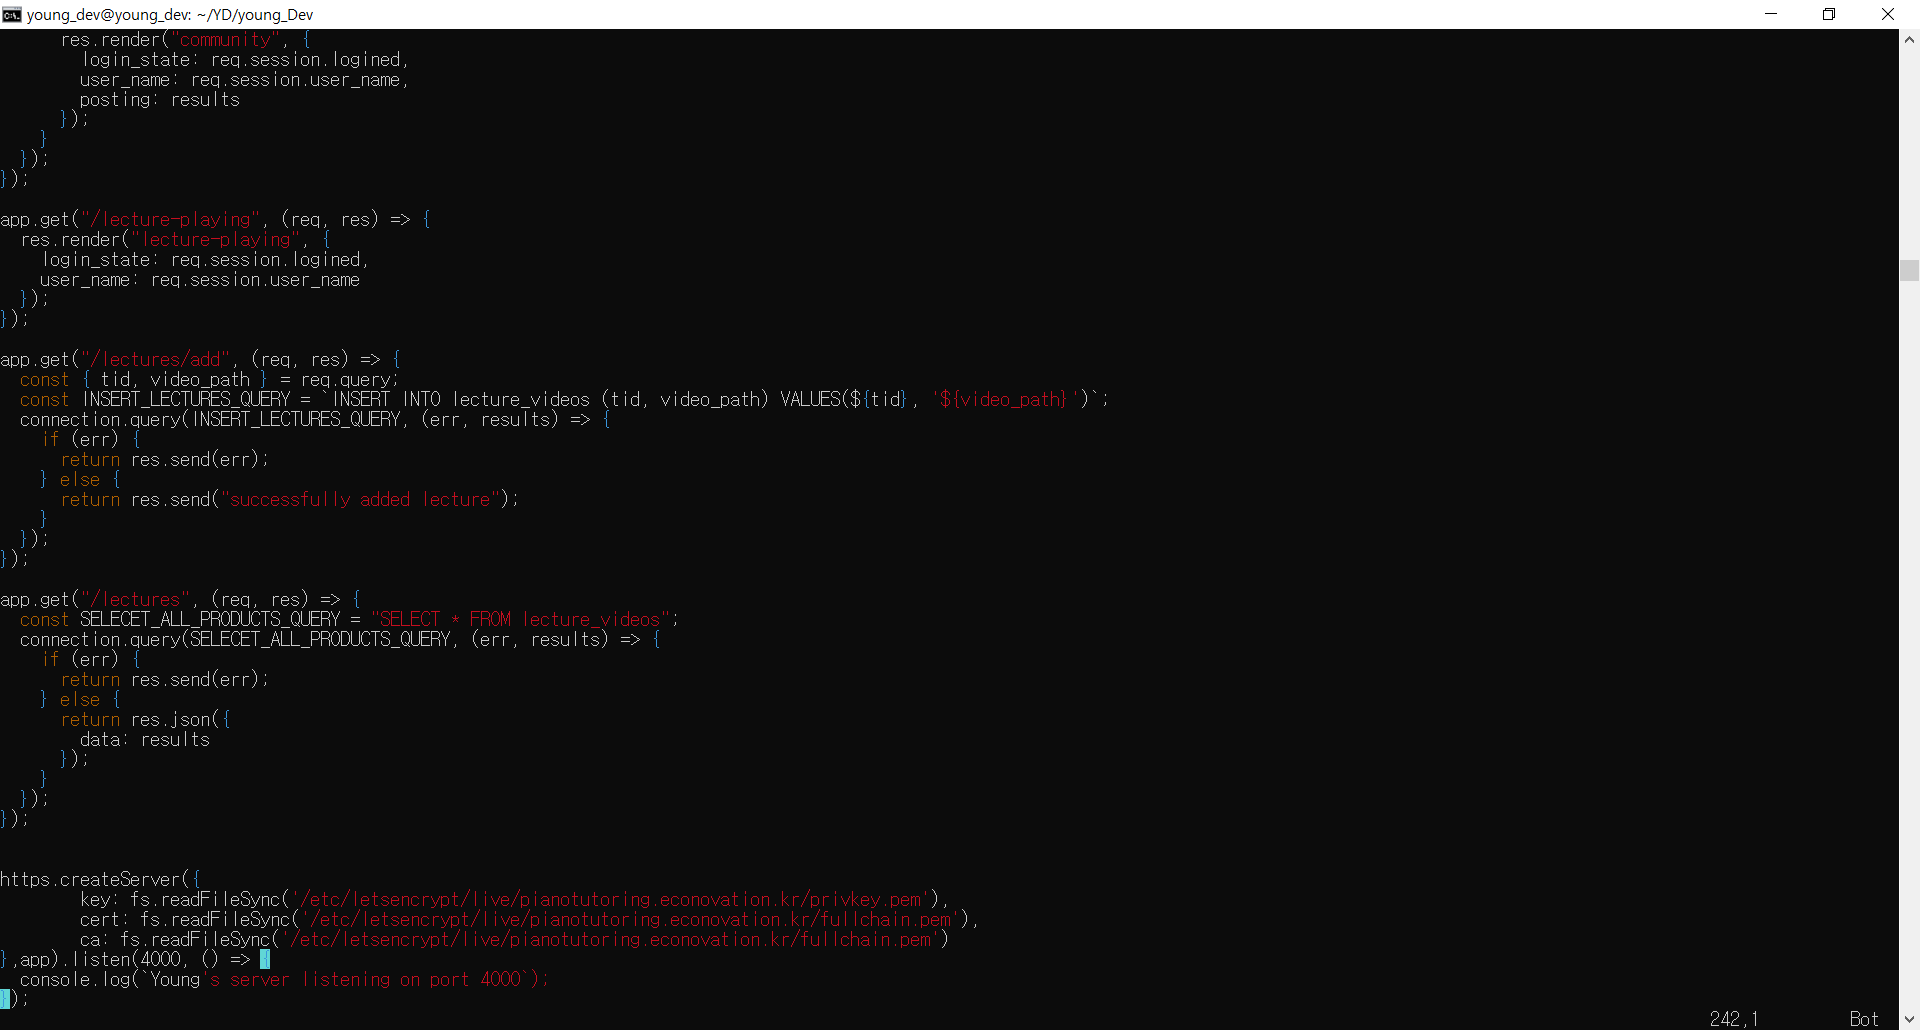 young_dev@young_dev: ~/YD/young_Dev
      res.render("community", {
        login_state: req.session.logined,
        user_name: req.session.user_name,
        posting: results
      });
    }
  });
});

app.get("/lecture-playing", (req, res) => {
  res.render("lecture-playing", {
    login_state: req.session.logined,
    user_name: req.session.user_name
  });
});

app.get("/lectures/add", (req, res) => {
  const { tid, video_path } = req.query;
  const INSERT_LECTURES_QUERY = `INSERT INTO lecture_videos (tid, video_path) VALUES(${tid}, '${video_path}')`;
  connection.query(INSERT_LECTURES_QUERY, (err, results) => {
    if (err) {
      return res.send(err);
    } else {
      return res.send("successfully added lecture");
    }
  });
});

app.get("/lectures", (req, res) => {
  const SELECET_ALL_PRODUCTS_QUERY = "SELECT * FROM lecture_videos";
  connection.query(SELECET_ALL_PRODUCTS_QUERY, (err, results) => {
    if (err) {
      return res.send(err);
    } else {
      return res.json({
        data: results
      });
    }
  });
});

https.createServer({
        key: fs.readFileSync('/etc/letsencrypt/live/pianotutoring.econovation.kr/privkey.pem'),
        cert: fs.readFileSync('/etc/letsencrypt/live/pianotutoring.econovation.kr/fullchain.pem'),
        ca: fs.readFileSync('/etc/letsencrypt/live/pianotutoring.econovation.kr/fullchain.pem')
},app).listen(4000, () => {
  console.log(`Young's server listening on port 4000`);
});
242,1 Bot